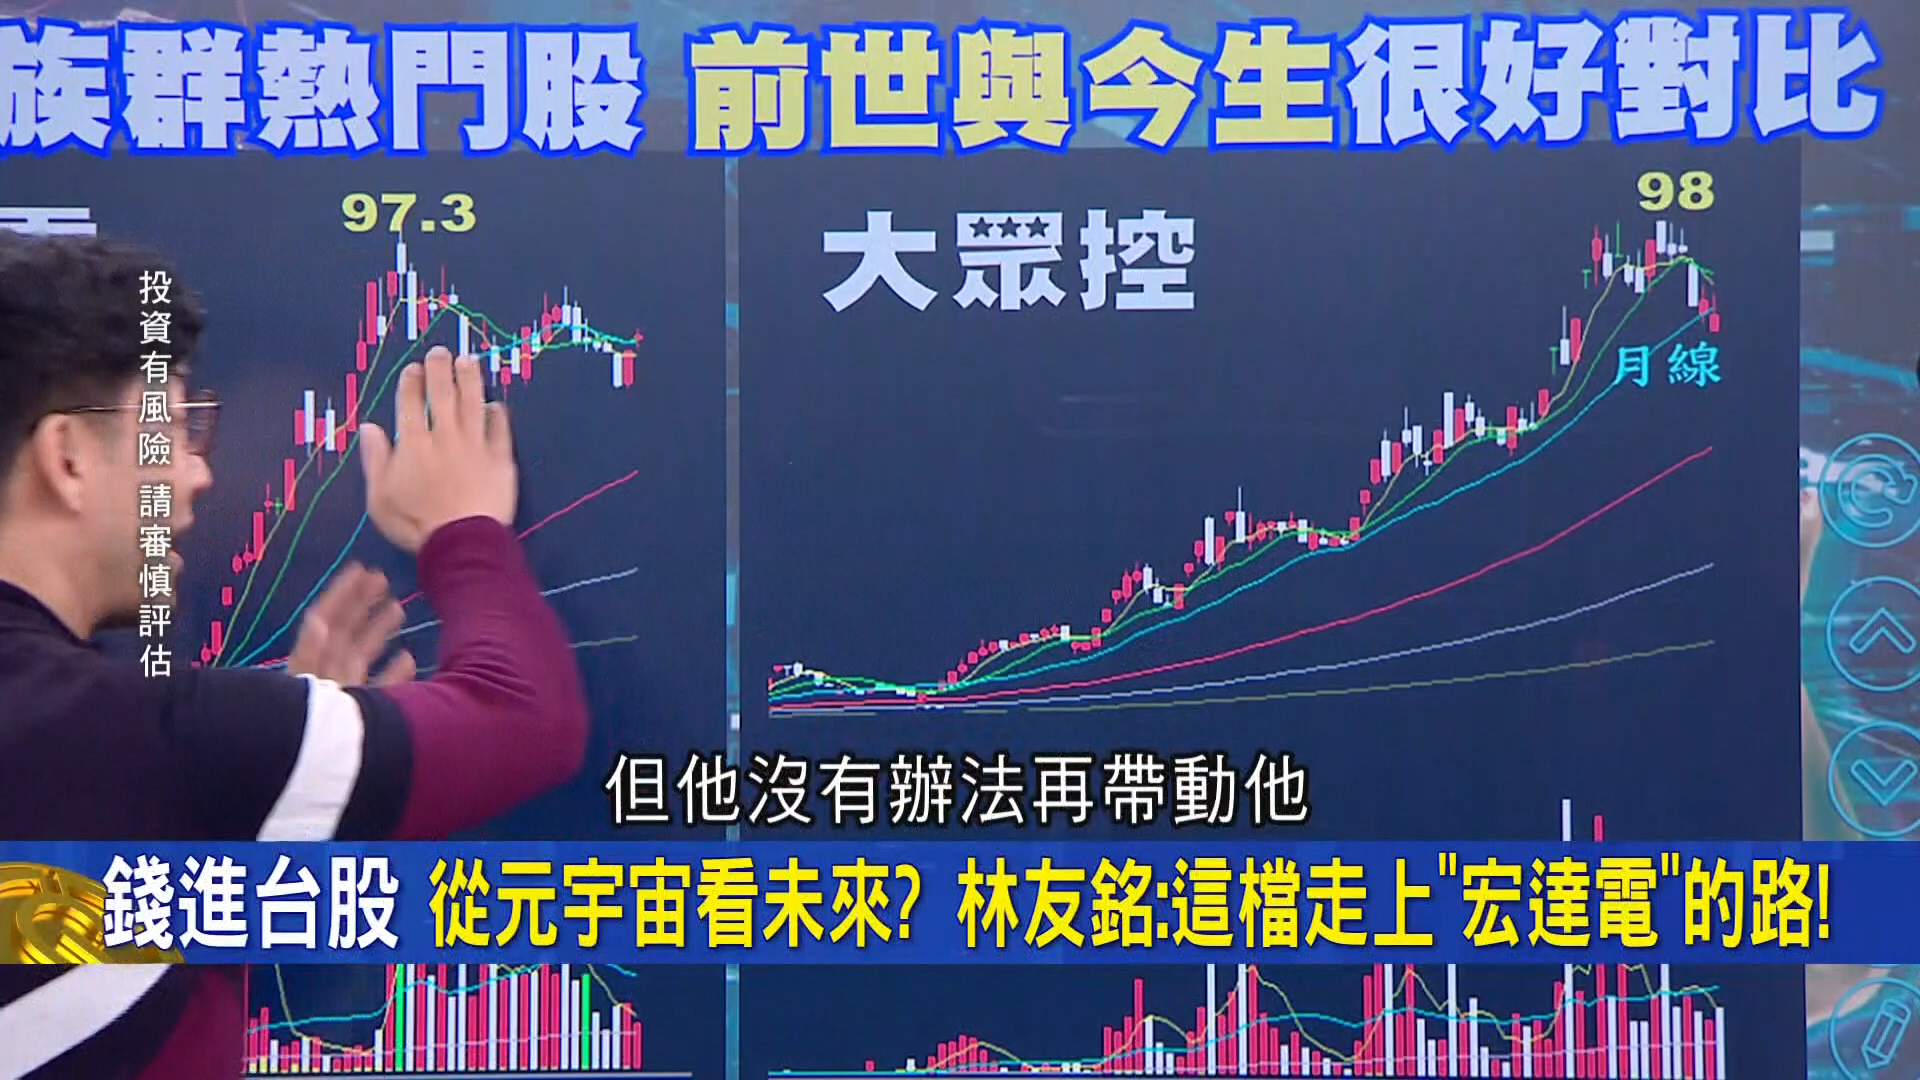 族群熱門股 前世與今生很好對比
97.3
大眾控
98
月線
投資有風險 請審慎評估
但他沒有辦法再帶動他
錢進台股 從元宇宙看未來? 林友銘:這檔走上"宏達電"的路!